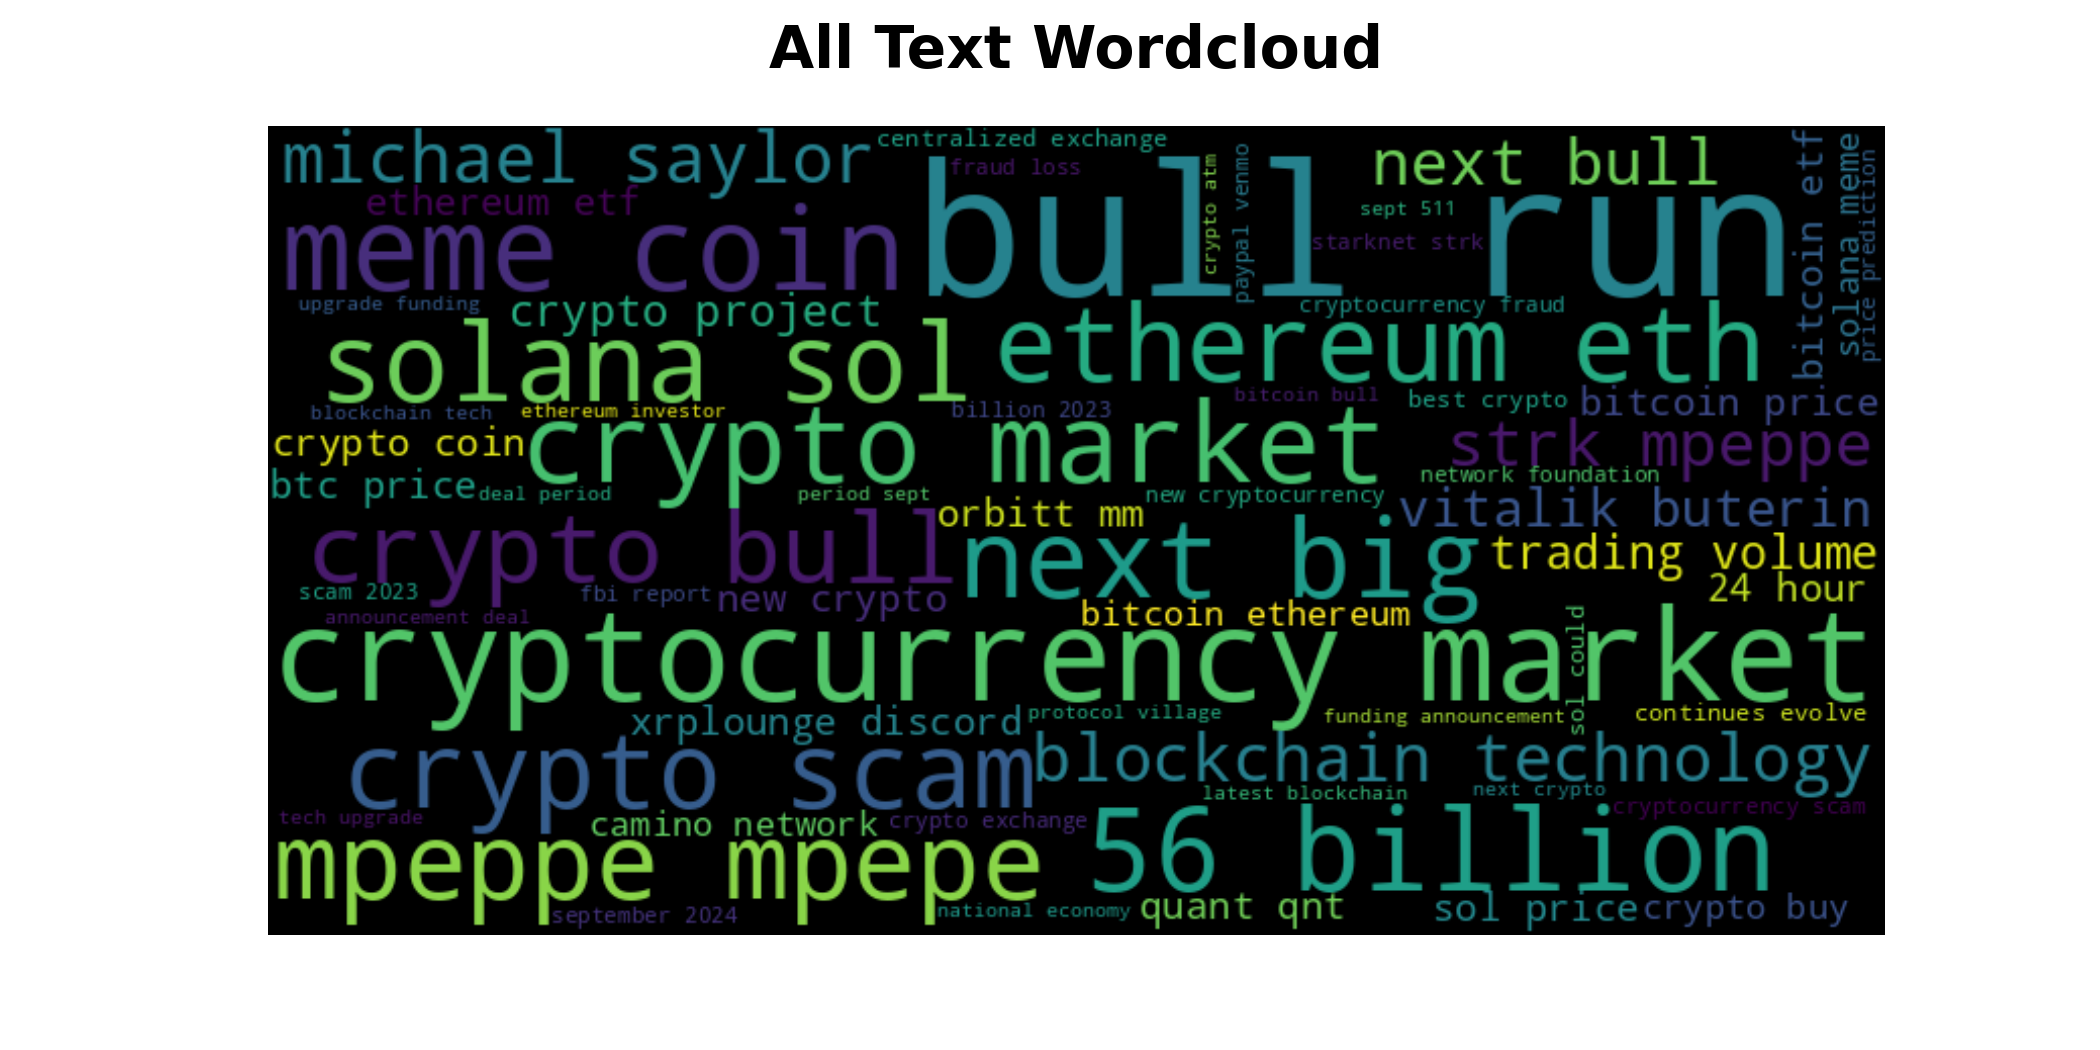 All Text Wordcloud
michael saylor
centralized exchange
fraud loss
crypto atm
paypal venmo
next bull
bitcoin etf
solana meme
price prediction
ethereum etf
meme coin
bull run
sept 511
starknet strk
upgrade funding
crypto project
cryptocurrency fraud
solana sol
ethereum eth
blockchain tech
ethereum investor
billion 2023
bitcoin bull
best crypto
bitcoin price
crypto coin
crypto market
strk mpeppe
network foundation
btc price
deal period
period sept
new cryptocurrency
orbitt mm
vitalik buterin
crypto bull
next big
trading volume
scam 2023
fbi report
new crypto
24 hour
announcement deal
bitcoin ethereum
cryptocurrency market
sol could
xrplounge discord
protocol village
funding announcement
continues evolve
crypto scam
blockchain technology
latest blockchain
next crypto
cryptocurrency scam
tech upgrade
camino network
crypto exchange
mpeppe mpepe
56 billion
september 2024
national economy
quant qnt
sol price
crypto buy